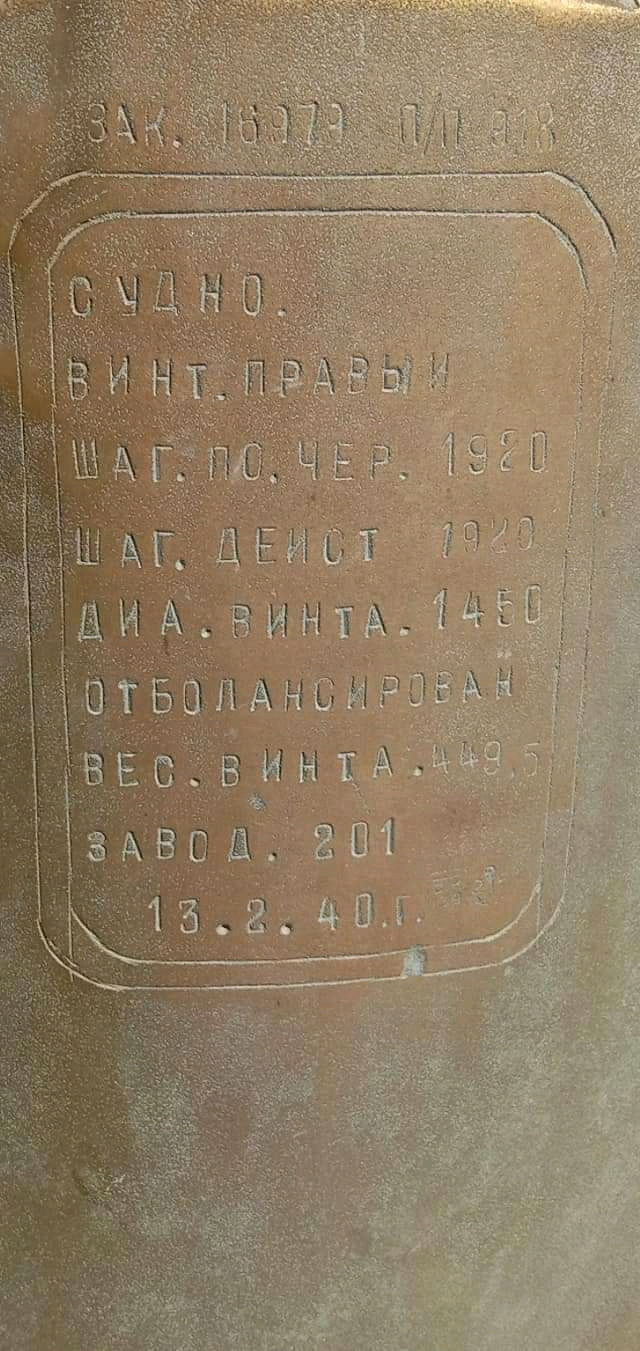 ЗАК. 16979 П/П 918
СУДНО.
ВИНТ. ПРАВЫЙ
ШАГ. ПО. ЧЕР. 1920
ШАГ. ДЕЙСТ 1920
ДИА. ВИНТА. 1450
ОТБОЛАНСИРОВАН
ВЕС. ВИНТА. 449,5
ЗАВОД. 201
13.2.40.Г.